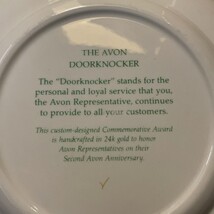 THE AVON
DOORKNOCKER
The "Doorknocker" stands for the
personal and loyal service that you,
the Avon Representative, continues
to provide to all your customers.
This custom-designed Commemorative Award
is handcrafted in 24k gold to honor
Avon Representatives on their
Second Avon Anniversary.